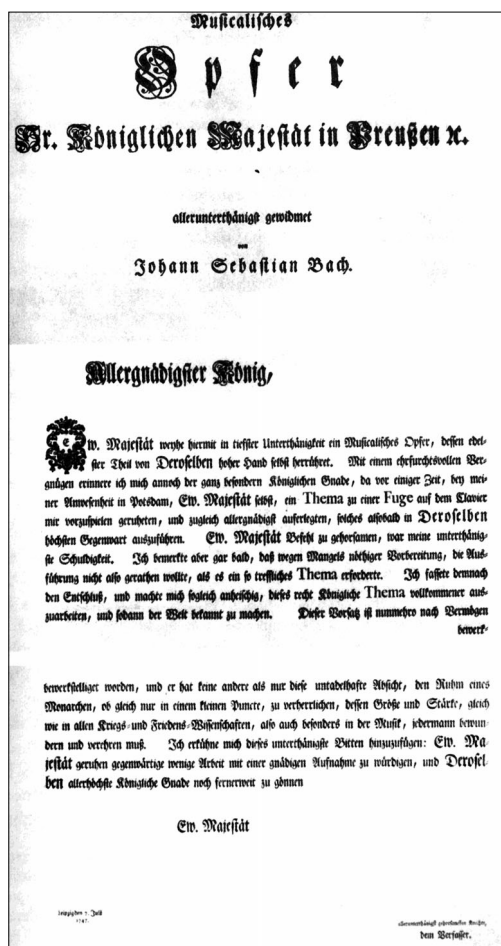 Musicalisches
Opfer
Sr. Königlichen Majestät in Preußen ꝛc.
allerunterthänigst gewidmet
von
Johann Sebastian Bach.
Allergnädigster König,
Ew. Majestät weyhe hiermit in tiefster Unterthänigkeit ein Musicalisches Opfer, dessen edel-
ster Theil von Deroselben hoher Hand selbst herrühret. Mit einem ehrfurchtsvollen Ver-
gnügen erinnere ich mich annoch der ganz besondern Königlichen Gnade, da vor einiger Zeit, bey mei-
ner Anwesenheit in Potsdam, Ew. Majestät selbst, ein Thema zu einer Fuge auf dem Clavier
mir vorzuspielen geruheten, und zugleich allergnädigst auferlegten, solches alsobald in Deroselben
höchsten Gegenwart auszuführen. Ew. Majestät Befehl zu gehorsamen, war meine unterthänig-
ste Schuldigkeit. Ich bemerkte aber gar bald, daß wegen Mangels nöthiger Vorbereitung, die Aus-
führung nicht also gerathen wollte, als es ein so treffliches Thema erforderte. Ich fassete demnach
den Entschluß, und machte mich sogleich anheischig, dieses recht Königliche Thema vollkommener aus-
zuarbeiten, und sodann der Welt bekannt zu machen. Dieser Vorsatz ist nunmehro nach Vermögen
bewerk-
bewerkstelliget worden, und er hat keine andere als nur diese untadelhafte Absicht, den Ruhm eines
Monarchen, ob gleich nur in einem kleinen Puncte, zu verherrlichen, dessen Größe und Stärke, gleich
wie in allen Kriegs- und Friedens-Wissenschaften, also auch besonders in der Musik, jedermann bewun-
dern und verehren muß. Ich erkühne mich dieses unterthänigste Bitten hinzuzufügen: Ew. Ma-
jestät geruhen gegenwärtige wenige Arbeit mit einer gnädigen Aufnahme zu würdigen, und Derosel-
ben allerhöchste Königliche Gnade noch fernerweit zu gönnen
Ew. Majestät
Leipzig den 7. Julii
1747.
allerunterthänigst gehorsamsten Knechte,
dem Verfasser.